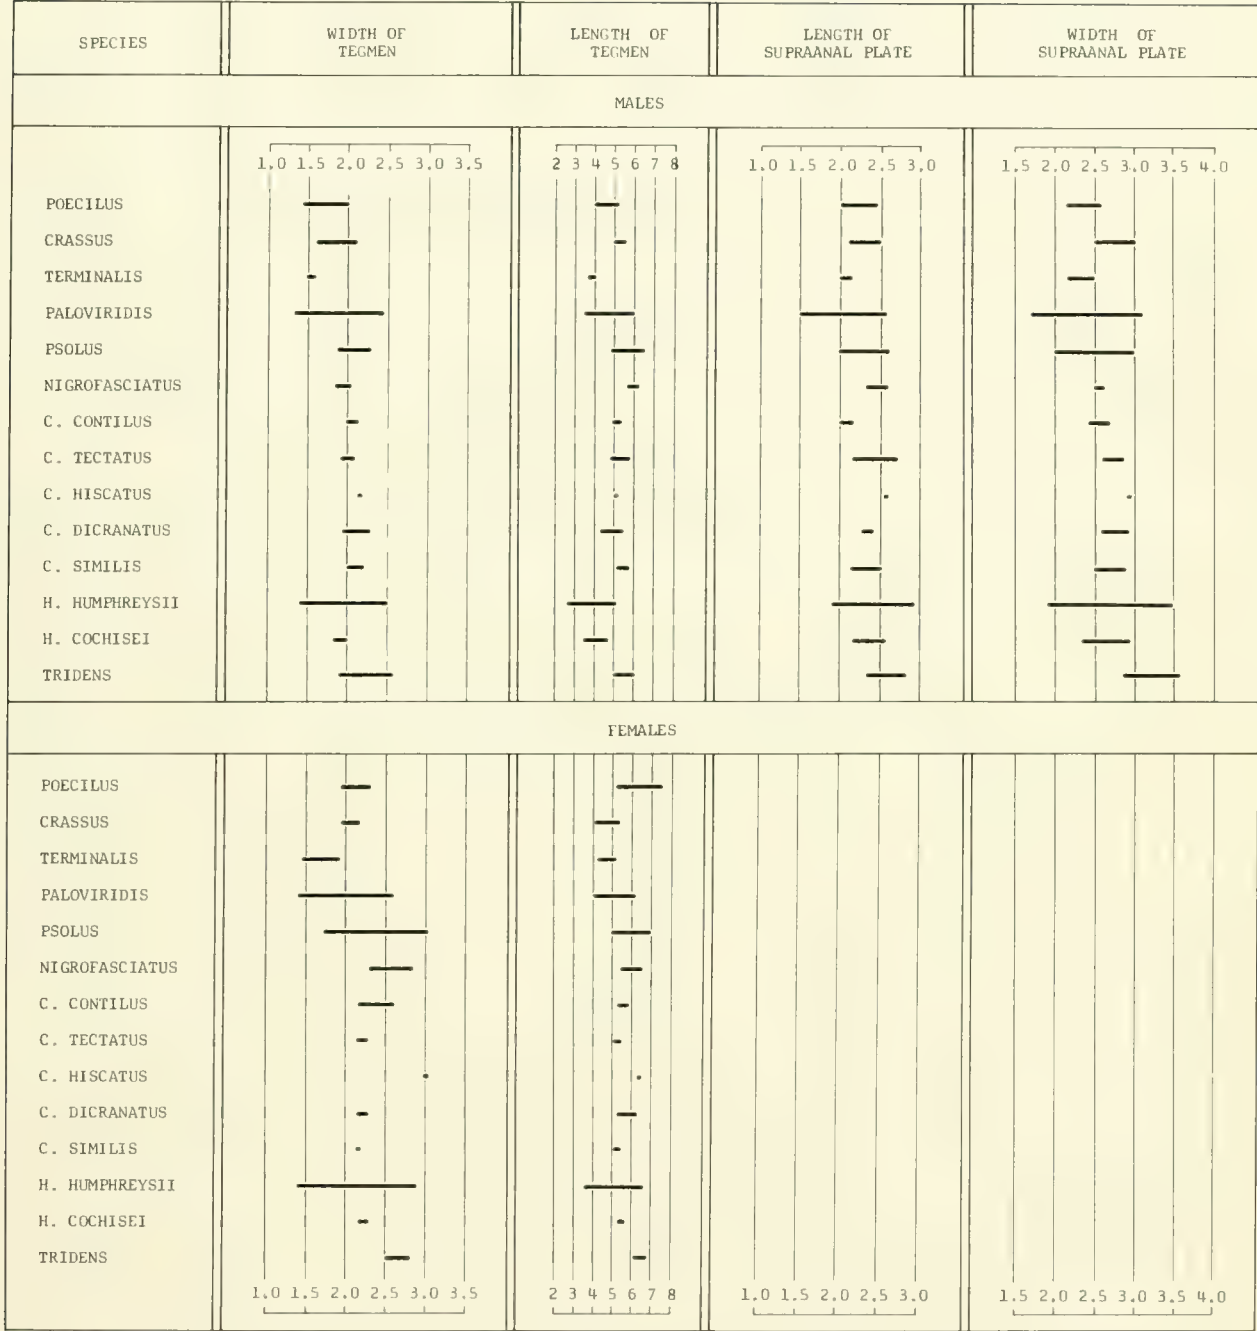 SPECIES
WIDTH OF
TEGMEN
LENGTH OF
TEGMEN
LENGTH OF
SUPRAANAL PLATE
WIDTH OF
SUPRAANAL PLATE
MALES
1.0 1.5 2.0 2.5 3.0 3.5
2 3 4 5 6 7 8
1.0 1.5 2.0 2.5 3.0
1.5 2.0 2.5 3.0 3.5 4.0
POECILUS
CRASSUS
TERMINALIS
PALOVIRIDIS
PSOLUS
NIGROFASCIATUS
C. CONTILUS
C. TECTATUS
C. HISCATUS
C. DICRANATUS
C. SIMILIS
H. HUMPHREYSII
H. COCHISEI
TRIDENS
FEMALES
POECILUS
CRASSUS
TERMINALIS
PALOVIRIDIS
PSOLUS
NIGROFASCIATUS
C. CONTILUS
C. TECTATUS
C. HISCATUS
C. DICRANATUS
C. SIMILIS
H. HUMPHREYSII
H. COCHISEI
TRIDENS
1.0 1.5 2.0 2.5 3.0 3.5
2 3 4 5 6 7 8
1.0 1.5 2.0 2.5 3.0
1.5 2.0 2.5 3.0 3.5 4.0